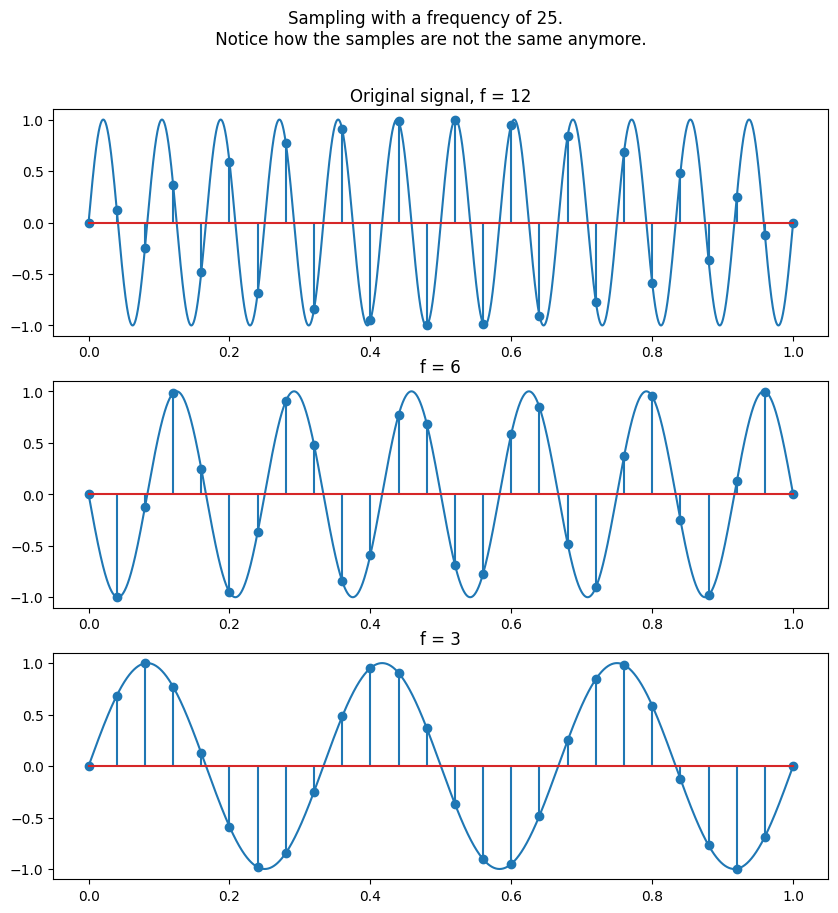 Sampling with a frequency of 25.
Notice how the samples are not the same anymore.
Original signal, f = 12
1.0
0.5
0.0
−0.5
−1.0
0.0 0.2 0.4 0.6 0.8 1.0
f = 6
1.0
0.5
0.0
−0.5
−1.0
0.0 0.2 0.4 0.6 0.8 1.0
f = 3
1.0
0.5
0.0
−0.5
−1.0
0.0 0.2 0.4 0.6 0.8 1.0